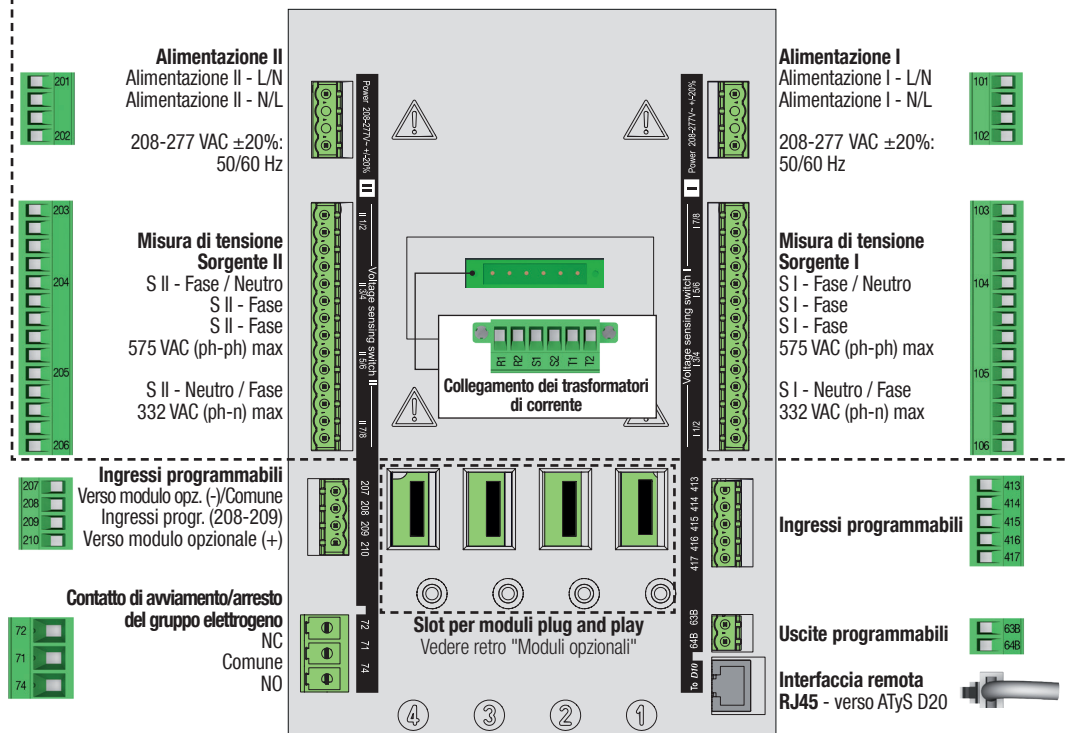 Alimentazione II
Alimentazione II - L/N
Alimentazione II - N/L
208-277 VAC ±20%:
50/60 Hz
201
202
Misura di tensione
Sorgente II
S II - Fase / Neutro
S II - Fase
S II - Fase
575 VAC (ph-ph) max
S II - Neutro / Fase
332 VAC (ph-n) max
203
204
205
206
Ingressi programmabili
Verso modulo opz. (-)/Comune
Ingressi progr. (208-209)
Verso modulo opzionale (+)
207
208
209
210
Contatto di avviamento/arresto
del gruppo elettrogeno
NC
Comune
NO
72
71
74
Power 208-277V~ +/-20%
II
II 1/2
II 3/4
II 5/6
II 7/8
Voltage sensing switch II
207 208 209 210
72 71 74
R1 R2 S1 S2 T1 T2
Collegamento dei trasformatori
di corrente
Slot per moduli plug and play
Vedere retro "Moduli opzionali"
4 3 2 1
Power 208-277V~ +/-20%
I
I 7/8
I 5/6
I 3/4
I 1/2
Voltage sensing switch I
417 416 415 414 413
64B 63B
To D10
Alimentazione I
Alimentazione I - L/N
Alimentazione I - N/L
208-277 VAC ±20%:
50/60 Hz
101
102
Misura di tensione
Sorgente I
S I - Fase / Neutro
S I - Fase
S I - Fase
575 VAC (ph-ph) max
S I - Neutro / Fase
332 VAC (ph-n) max
103
104
105
106
Ingressi programmabili
413
414
415
416
417
Uscite programmabili
63B
64B
Interfaccia remota
RJ45 - verso ATyS D20